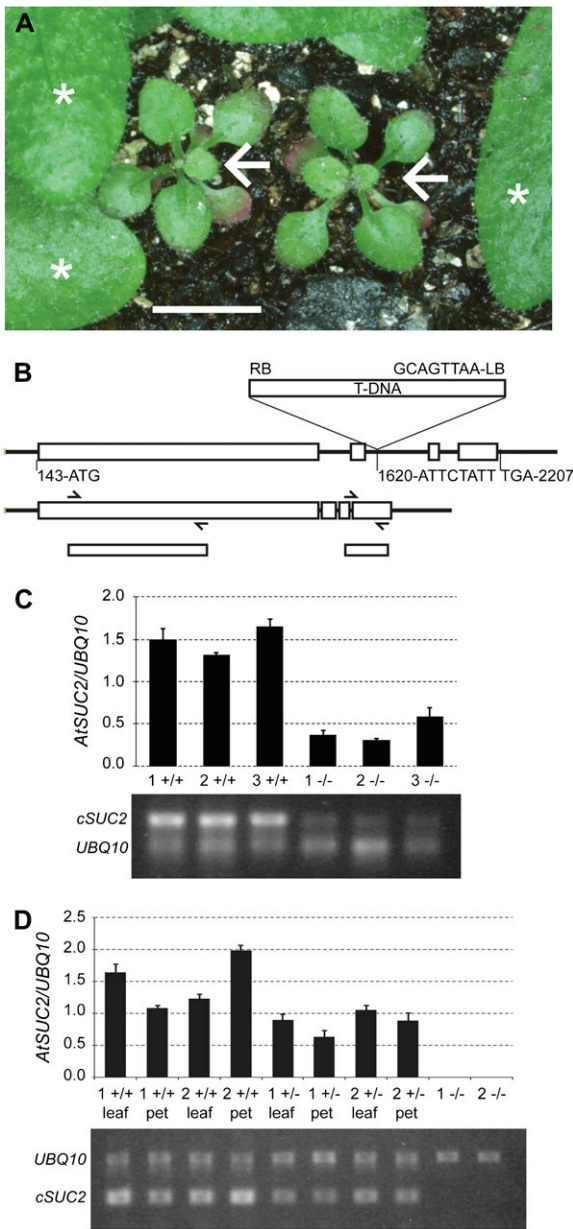 A
*
*
*
B
RB GCAGTTAA-LB
T-DNA
143-ATG
1620-ATTCTATT TGA-2207
C
AtSUC2/UBQ10
2.0
1.5
1.0
0.5
0.0
1 +/+ 2 +/+ 3 +/+ 1 -/- 2 -/- 3 -/-
cSUC2
UBQ10
D
AtSUC2/UBQ10
2.5
2.0
1.5
1.0
0.5
0.0
1 +/+ 1 +/+ 2 +/+ 2 +/+ 1 +/- 1 +/- 2 +/- 2 +/- 1 -/- 2 -/-
leaf pet leaf pet leaf pet leaf pet
UBQ10
cSUC2